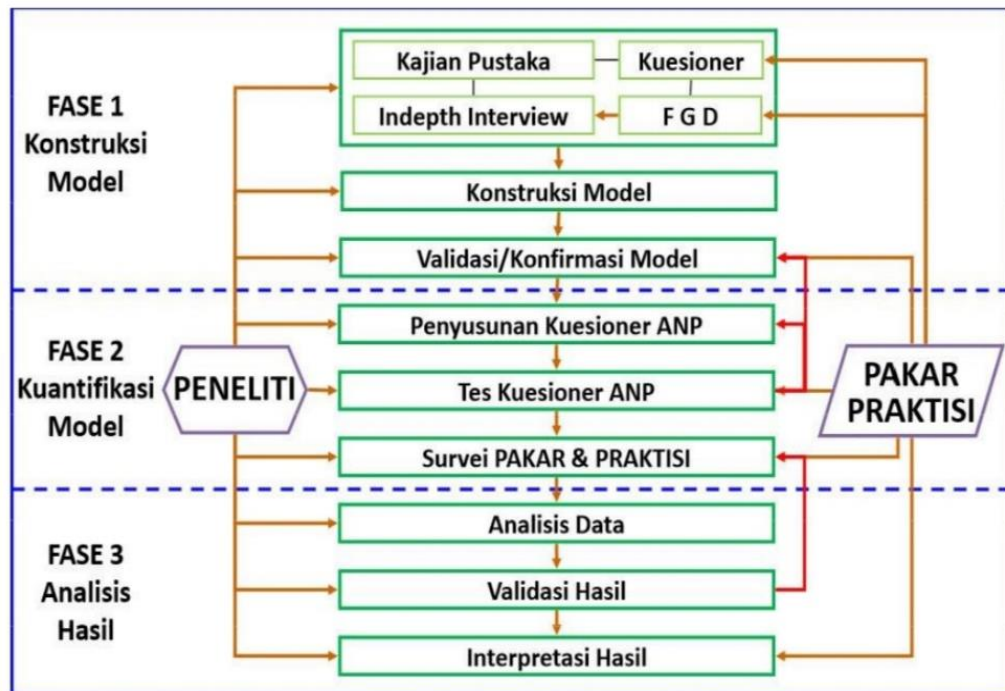 FASE 1
Konstruksi
Model
Kajian Pustaka
Kuesioner
Indepth Interview
F G D
Konstruksi Model
Validasi/Konfirmasi Model
FASE 2
Kuantifikasi
Model
PENELITI
Penyusunan Kuesioner ANP
Tes Kuesioner ANP
Survei PAKAR & PRAKTISI
PAKAR
PRAKTISI
FASE 3
Analisis
Hasil
Analisis Data
Validasi Hasil
Interpretasi Hasil